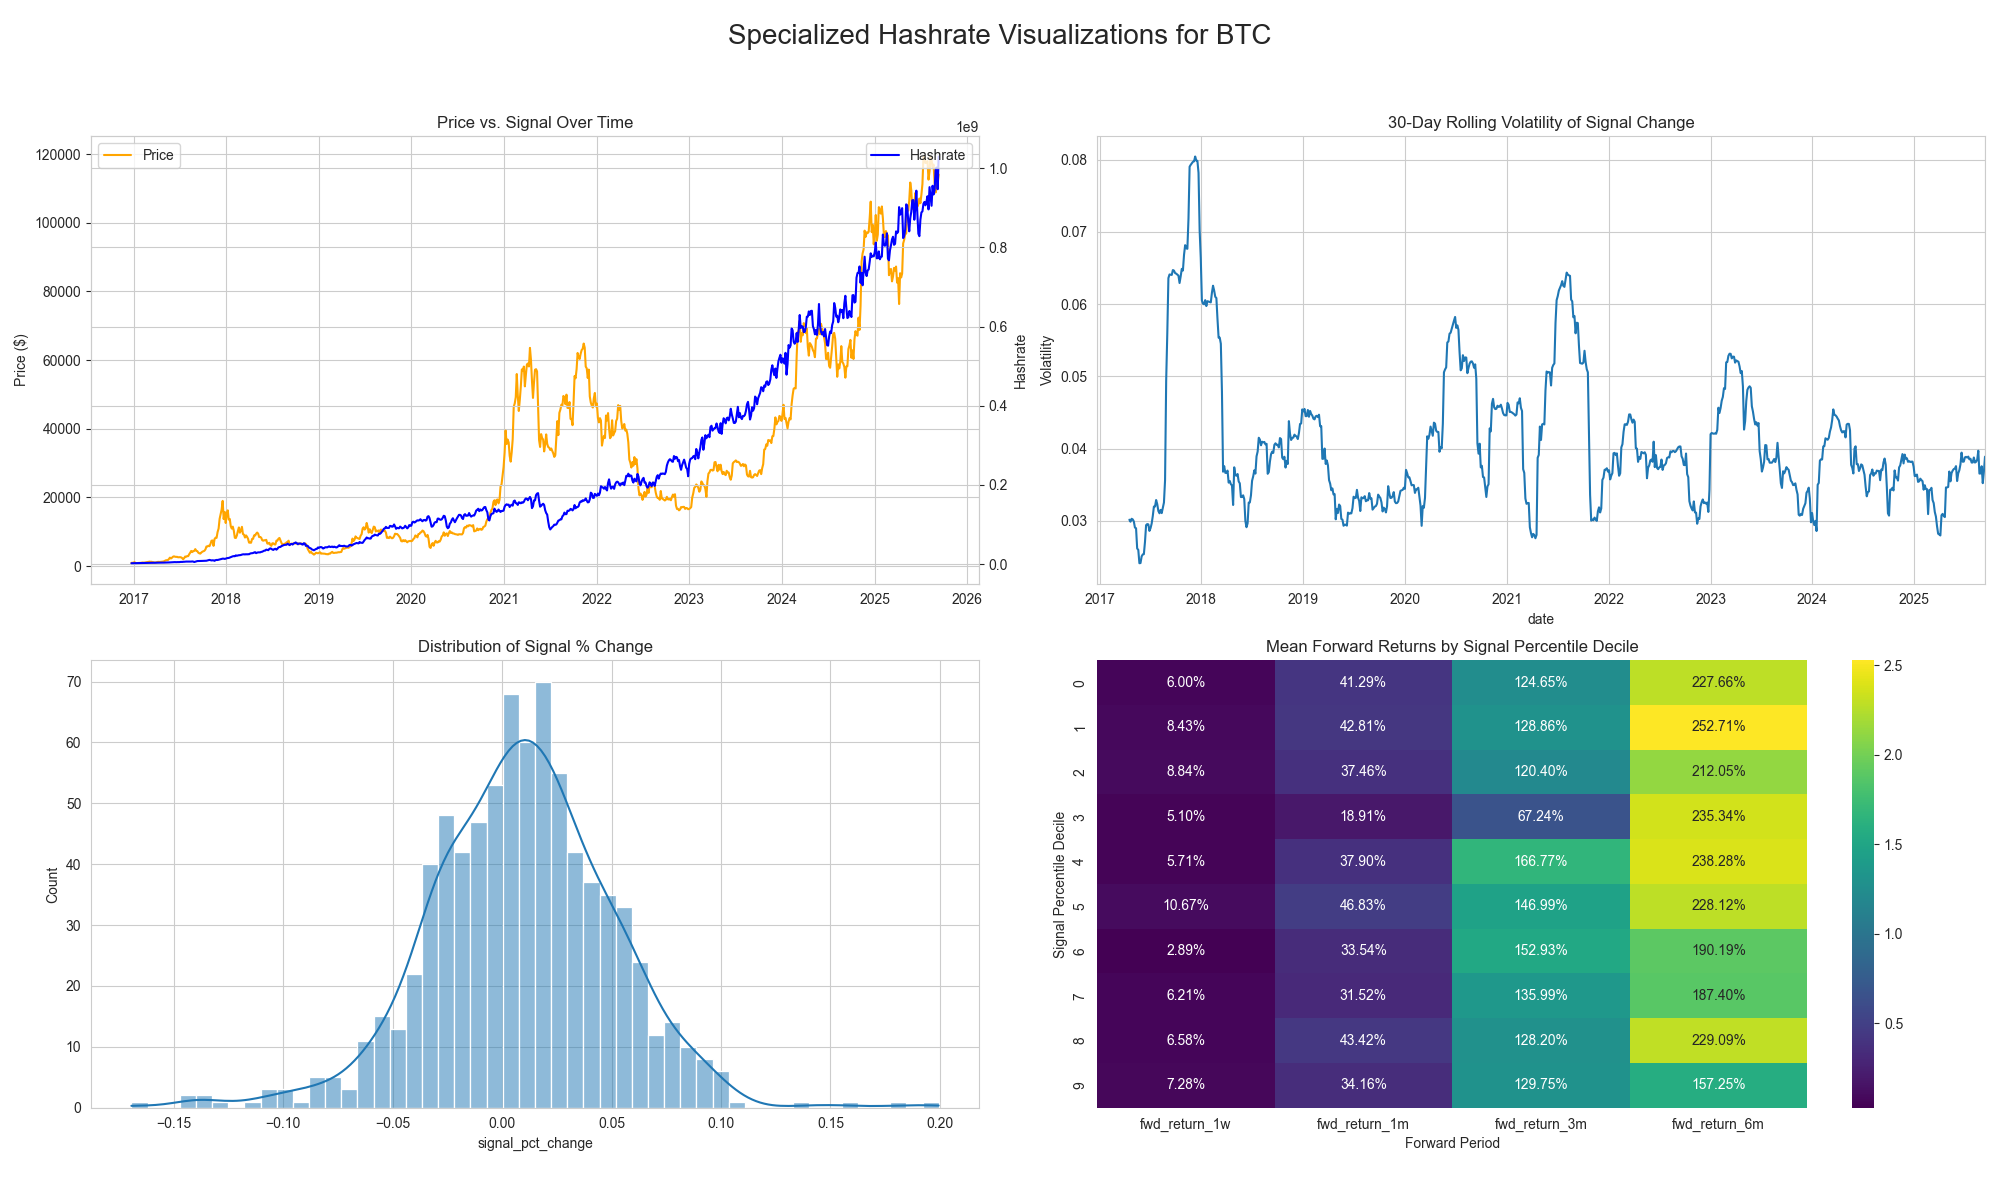 Specialized Hashrate Visualizations for BTC
Price vs. Signal Over Time
1e9
Price
Hashrate
120000
100000
80000
60000
40000
20000
0
Price ($)
1.0
0.8
0.6
0.4
0.2
0.0
Hashrate
2017 2018 2019 2020 2021 2022 2023 2024 2025 2026
30-Day Rolling Volatility of Signal Change
0.08
0.07
0.06
0.05
0.04
0.03
Volatility
2017 2018 2019 2020 2021 2022 2023 2024 2025
date
Distribution of Signal % Change
70
60
50
40
30
20
10
0
Count
−0.15 −0.10 −0.05 0.00 0.05 0.10 0.15 0.20
signal_pct_change
Mean Forward Returns by Signal Percentile Decile
Signal Percentile Decile
0 6.00% 41.29% 124.65% 227.66%
1 8.43% 42.81% 128.86% 252.71%
2 8.84% 37.46% 120.40% 212.05%
3 5.10% 18.91% 67.24% 235.34%
4 5.71% 37.90% 166.77% 238.28%
5 10.67% 46.83% 146.99% 228.12%
6 2.89% 33.54% 152.93% 190.19%
7 6.21% 31.52% 135.99% 187.40%
8 6.58% 43.42% 128.20% 229.09%
9 7.28% 34.16% 129.75% 157.25%
fwd_return_1w fwd_return_1m fwd_return_3m fwd_return_6m
Forward Period
2.5
2.0
1.5
1.0
0.5